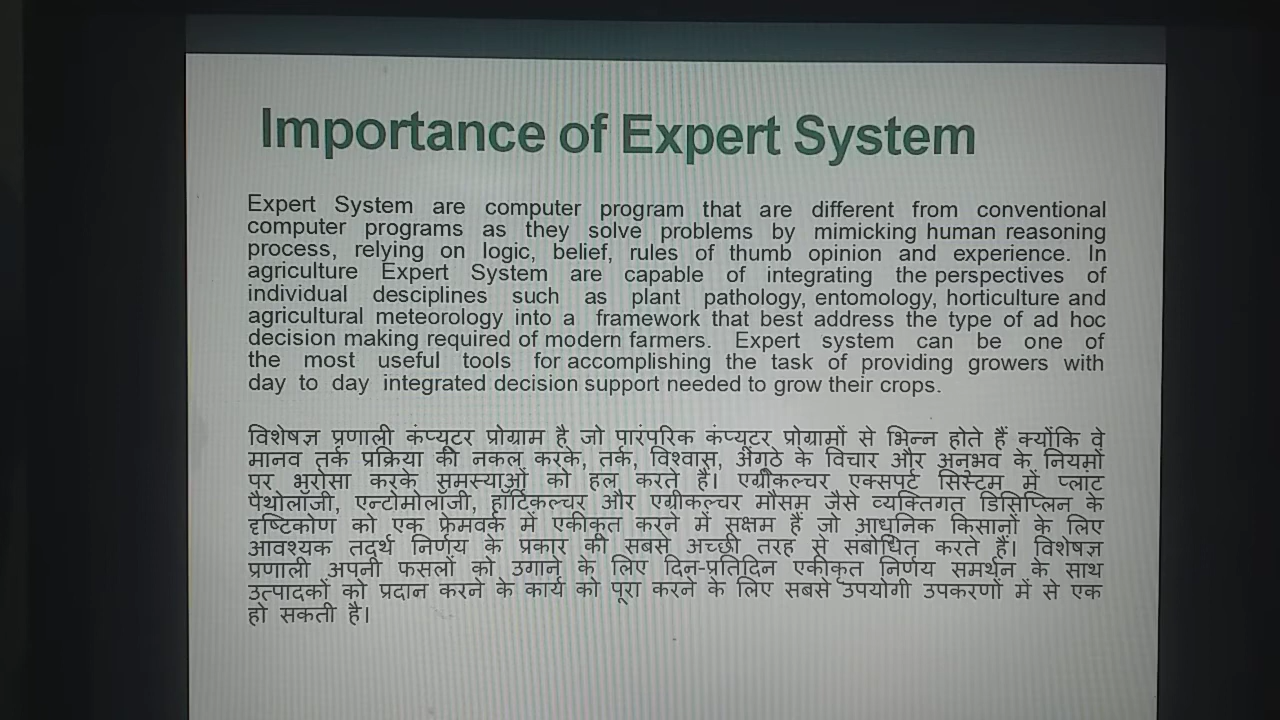 Importance of Expert System
Expert System are computer program that are different from conventional
computer programs as they solve problems by mimicking human reasoning
process, relying on logic, belief, rules of thumb opinion and experience. In
agriculture Expert System are capable of integrating the perspectives of
individual desciplines such as plant pathology, entomology, horticulture and
agricultural meteorology into a framework that best address the type of ad hoc
decision making required of modern farmers. Expert system can be one of
the most useful tools for accomplishing the task of providing growers with
day to day integrated decision support needed to grow their crops.
विशेषज्ञ प्रणाली कंप्यूटर प्रोग्राम है जो पारंपरिक कंप्यूटर प्रोग्रामों से भिन्न होते हैं क्योंकि वे
मानव तर्क प्रक्रिया की नकल करके, तर्क, विश्वास, अंगूठे के विचार और अनुभव के नियमों
पर भरोसा करके समस्याओं को हल करते है। एग्रीकल्चर एक्सपर्ट सिस्टम में प्लांट
पैथोलॉजी, एन्टोमोलॉजी, हॉर्टिकल्चर और एग्रीकल्चर मौसम जैसे व्यक्तिगत डिसिप्लिन के
दृष्टिकोण को एक फ्रेमवर्क में एकीकृत करने में सक्षम हैं जो आधुनिक किसानों के लिए
आवश्यक तदर्थ निर्णय के प्रकार को सबसे अच्छी तरह से संबोधित करते हैं। विशेषज्ञ
प्रणाली अपनी फसलों को उगाने के लिए दिन-प्रतिदिन एकीकृत निर्णय समर्थन के साथ
उत्पादकों को प्रदान करने के कार्य को पूरा करने के लिए सबसे उपयोगी उपकरणों में से एक
हो सकती है।